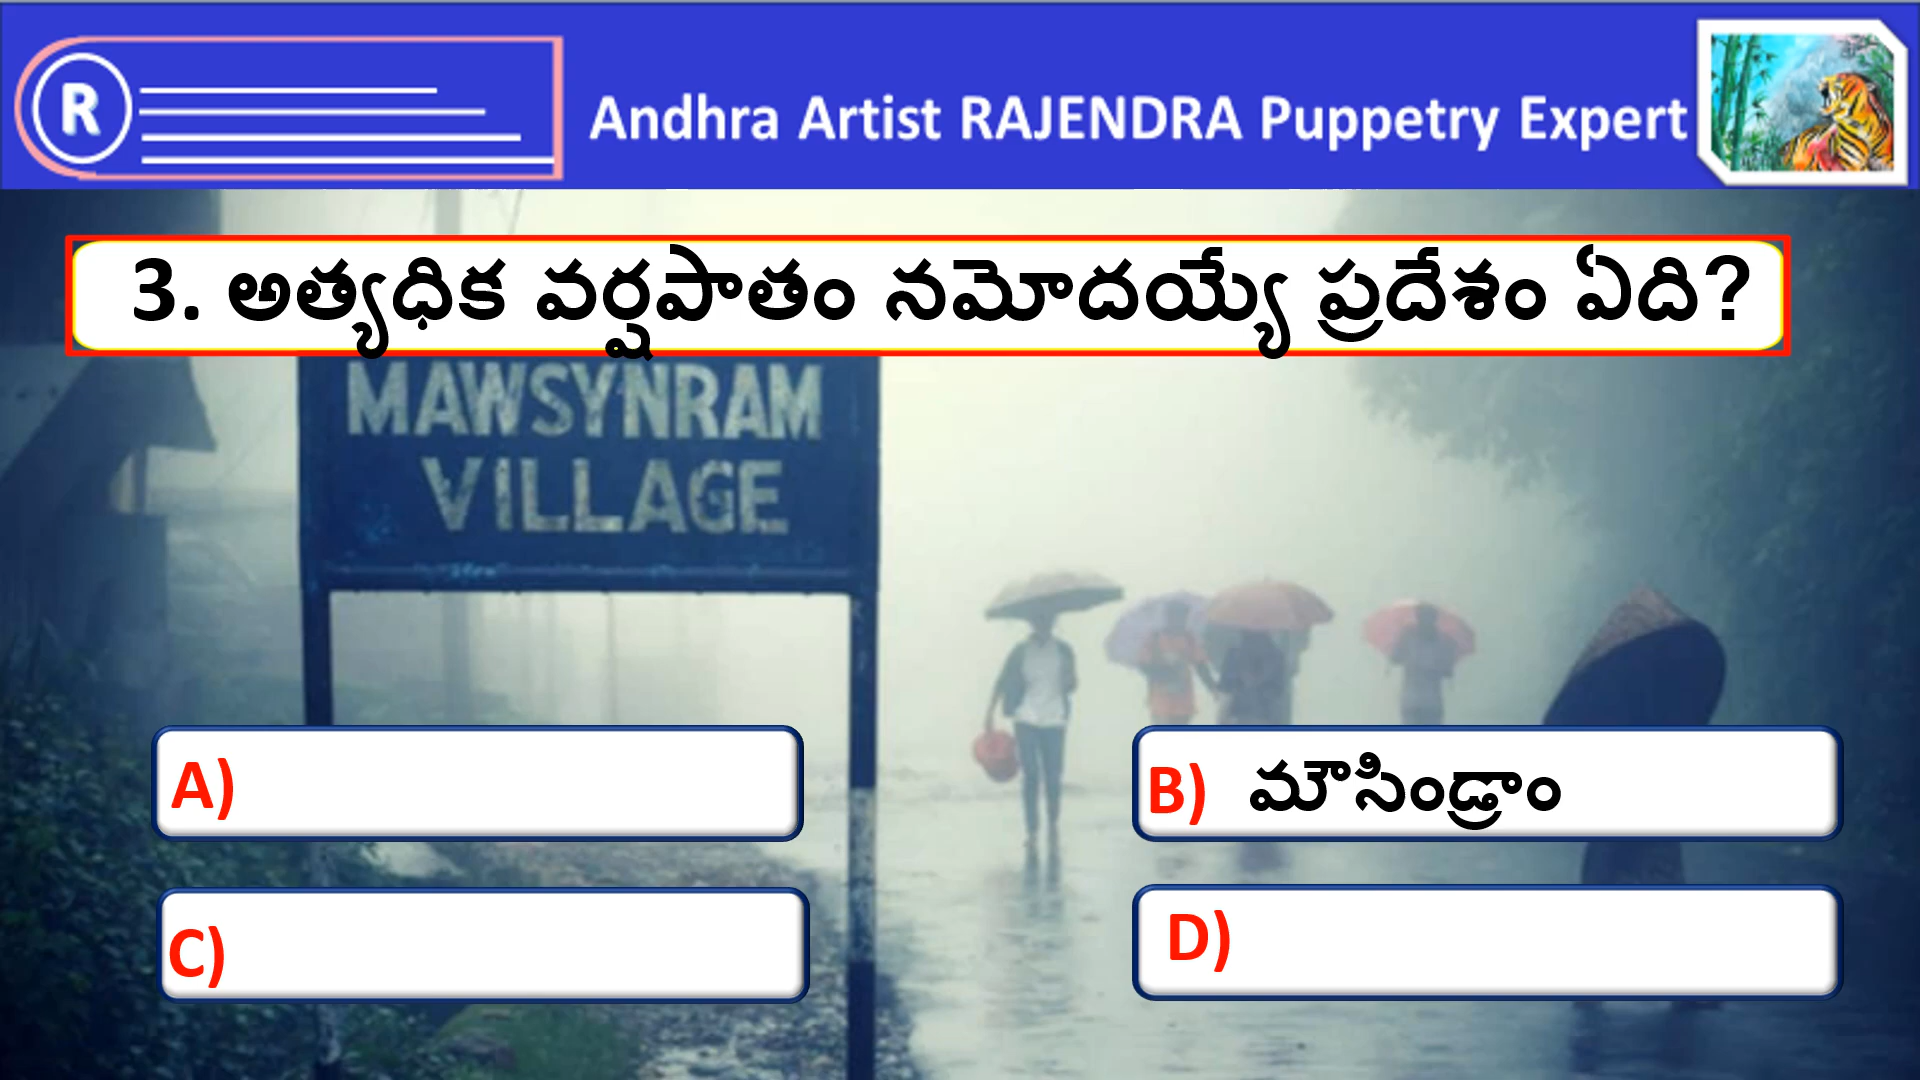 R
Andhra Artist RAJENDRA Puppetry Expert
3. అత్యధిక వర్షపాతం నమోదయ్యే ప్రదేశం ఏది?
MAWSYNRAM
VILLAGE
A)
B) మౌసిండ్రాం
C)
D)